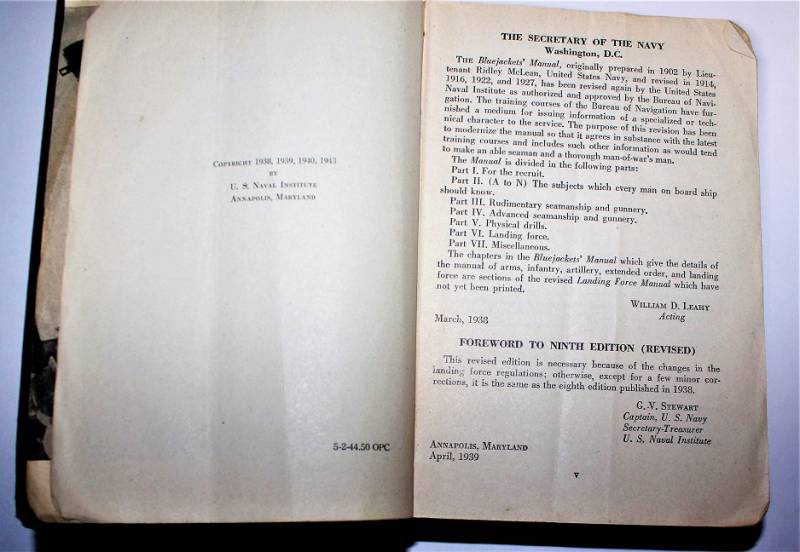 COPYRIGHT 1938, 1939, 1940, 1943
BY
U. S. NAVAL INSTITUTE
ANNAPOLIS, MARYLAND
5-2-44.50 OPC
THE SECRETARY OF THE NAVY
Washington, D.C.
THE Bluejackets' Manual, originally prepared in 1902 by Lieu-
tenant Ridley McLean, United States Navy, and revised in 1914,
1916, 1922, and 1927, has been revised again by the United States
Naval Institute as authorized and approved by the Bureau of Navi-
gation. The training courses of the Bureau of Navigation have fur-
nished a medium for issuing information of a specialized or tech-
nical character to the service. The purpose of this revision has been
to modernize the manual so that it agrees in substance with the latest
training courses and includes such other information as would tend
to make an able seaman and a thorough man-of-war's man.
The Manual is divided in the following parts:
Part I. For the recruit.
Part II. (A to N) The subjects which every man on board ship
should know.
Part III. Rudimentary seamanship and gunnery.
Part IV. Advanced seamanship and gunnery.
Part V. Physical drills.
Part VI. Landing force.
Part VII. Miscellaneous.
The chapters in the Bluejackets' Manual which give the details of
the manual of arms, infantry, artillery, extended order, and landing
force are sections of the revised Landing Force Manual which have
not yet been printed.
WILLIAM D. LEAHY
Acting
March, 1938
FOREWORD TO NINTH EDITION (REVISED)
This revised edition is necessary because of the changes in the
landing force regulations; otherwise, except for a few minor cor-
rections, it is the same as the eighth edition published in 1938.
G. V. STEWART
Captain, U. S. Navy
Secretary-Treasurer
U. S. Naval Institute
ANNAPOLIS, MARYLAND
April, 1939
v